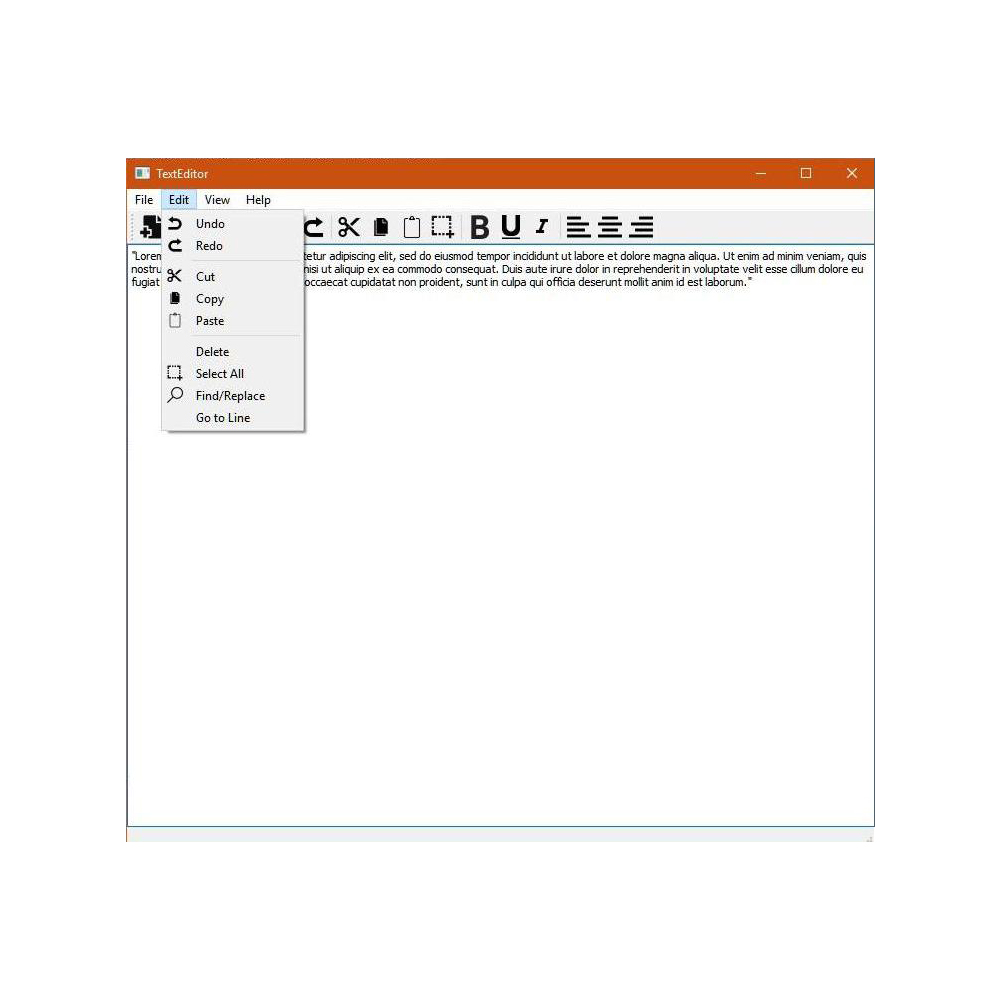 TextEditor
File Edit View Help
B U I
Undo
Redo
Cut
Copy
Paste
Delete
Select All
Find/Replace
Go to Line
"Lorem tetur adipiscing elit, sed do eiusmod tempor incididunt ut labore et dolore magna aliqua. Ut enim ad minim veniam, quis
nostru nisi ut aliquip ex ea commodo consequat. Duis aute irure dolor in reprehenderit in voluptate velit esse cillum dolore eu
fugiat occaecat cupidatat non proident, sunt in culpa qui officia deserunt mollit anim id est laborum."